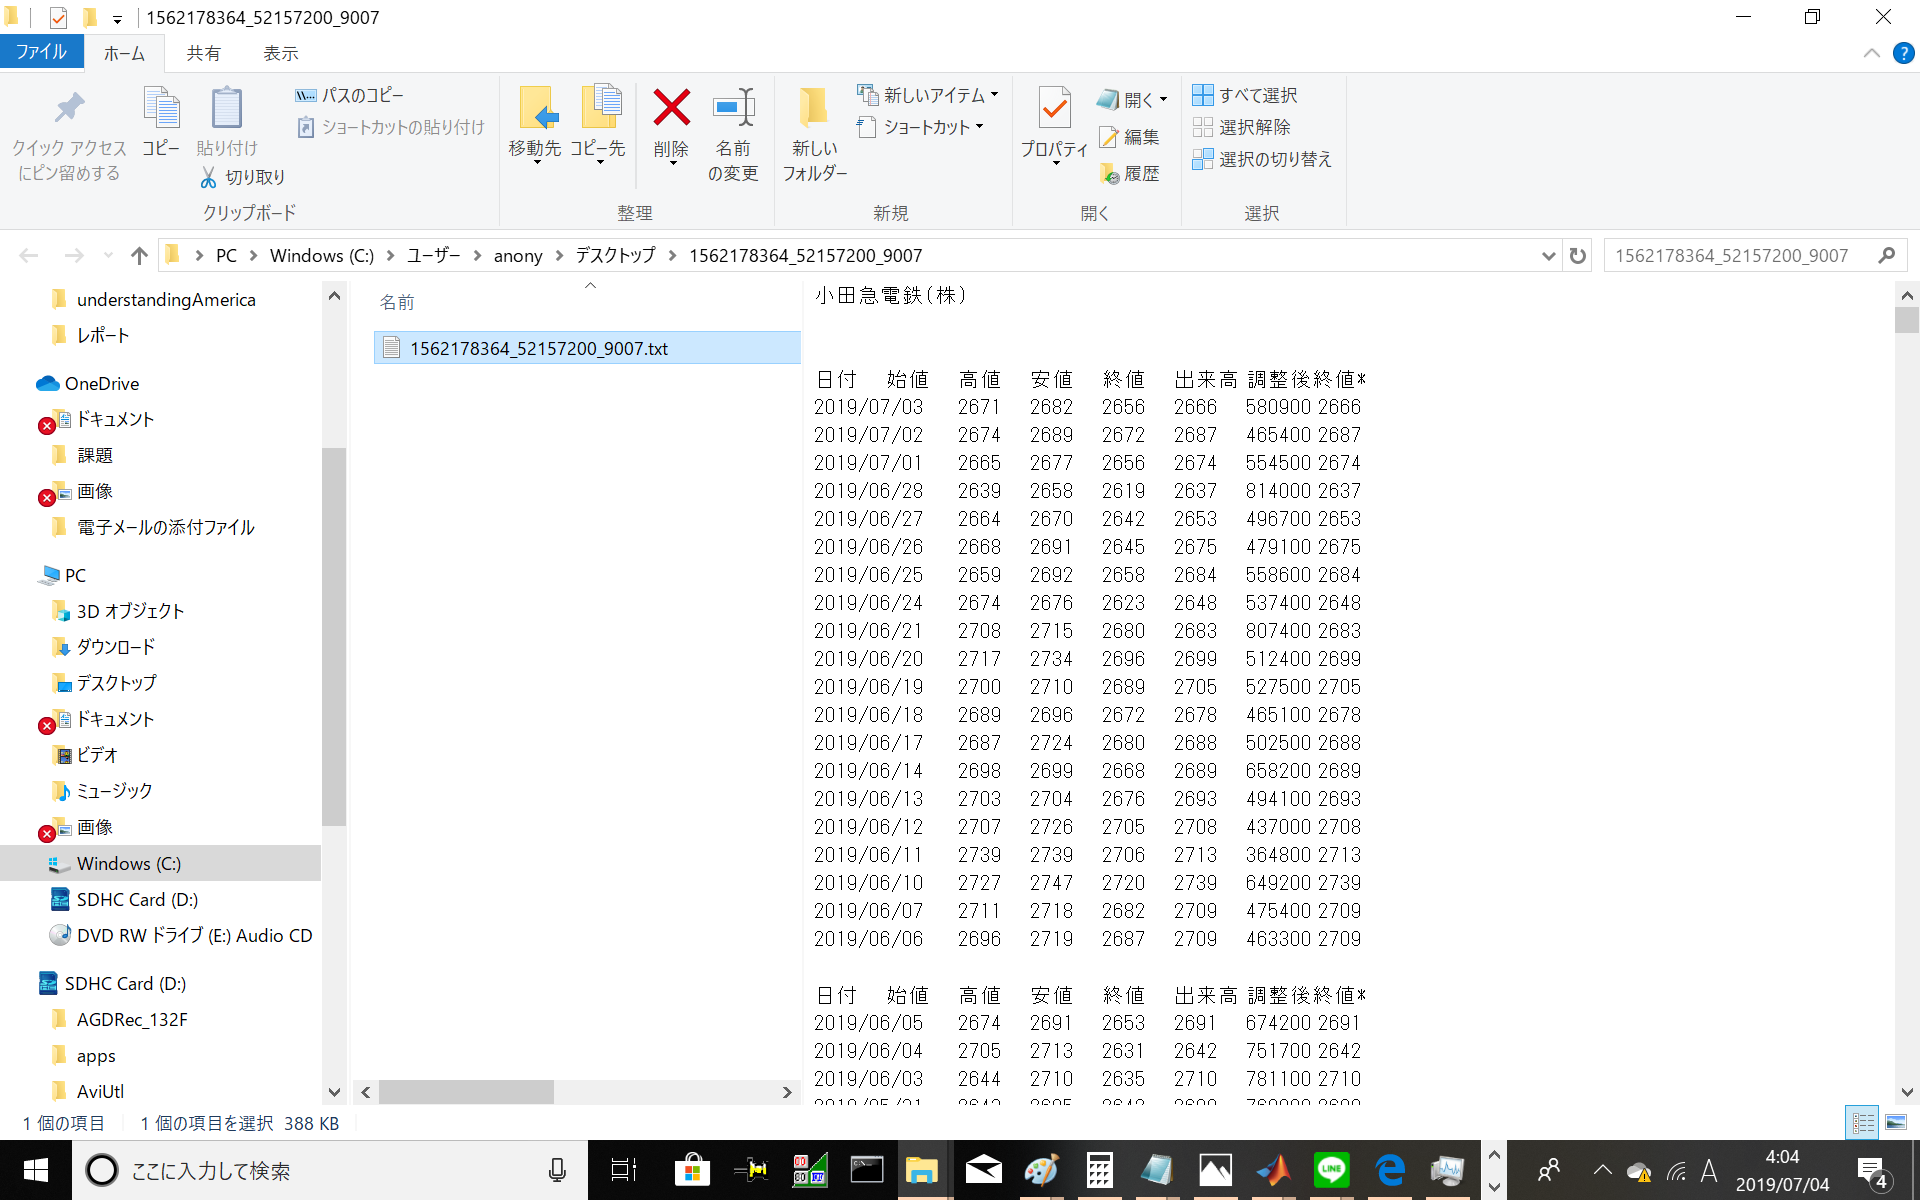 1562178364_52157200_9007
ファイル ホーム 共有 表示
クイック アクセス
にピン留めする
コピー
貼り付け
パスのコピー
ショートカットの貼り付け
切り取り
クリップボード
移動先
コピー先
削除
名前
の変更
整理
新しい
フォルダー
新しいアイテム
ショートカット
新規
プロパティ
開く
編集
履歴
開く
すべて選択
選択解除
選択の切り替え
選択
PC > Windows (C:) > ユーザー > anony > デスクトップ > 1562178364_52157200_9007
1562178364_52157200_9007
understandingAmerica
レポート
OneDrive
ドキュメント
課題
画像
電子メールの添付ファイル
PC
3D オブジェクト
ダウンロード
デスクトップ
ドキュメント
ビデオ
ミュージック
画像
Windows (C:)
SDHC Card (D:)
DVD RW ドライブ (E:) Audio CD
SDHC Card (D:)
AGDRec_132F
apps
AviUtl
名前
1562178364_52157200_9007.txt
小田急電鉄(株)
日付 始値 高値 安値 終値 出来高 調整後終値*
2019/07/03 2671 2682 2656 2666 580900 2666
2019/07/02 2674 2689 2672 2687 465400 2687
2019/07/01 2665 2677 2656 2674 554500 2674
2019/06/28 2639 2658 2619 2637 814000 2637
2019/06/27 2664 2670 2642 2653 496700 2653
2019/06/26 2668 2691 2645 2675 479100 2675
2019/06/25 2659 2692 2658 2684 558600 2684
2019/06/24 2674 2676 2623 2648 537400 2648
2019/06/21 2708 2715 2680 2683 807400 2683
2019/06/20 2717 2734 2696 2699 512400 2699
2019/06/19 2700 2710 2689 2705 527500 2705
2019/06/18 2689 2696 2672 2678 465100 2678
2019/06/17 2687 2724 2680 2688 502500 2688
2019/06/14 2698 2699 2668 2689 658200 2689
2019/06/13 2703 2704 2676 2693 494100 2693
2019/06/12 2707 2726 2705 2708 437000 2708
2019/06/11 2739 2739 2706 2713 364800 2713
2019/06/10 2727 2747 2720 2739 649200 2739
2019/06/07 2711 2718 2682 2709 475400 2709
2019/06/06 2696 2719 2687 2709 463300 2709
日付 始値 高値 安値 終値 出来高 調整後終値*
2019/06/05 2674 2691 2653 2691 674200 2691
2019/06/04 2705 2713 2631 2642 751700 2642
2019/06/03 2644 2710 2635 2710 781100 2710
1 個の項目 1 個の項目を選択 388 KB
ここに入力して検索
LINE
A
4:04
2019/07/04
4